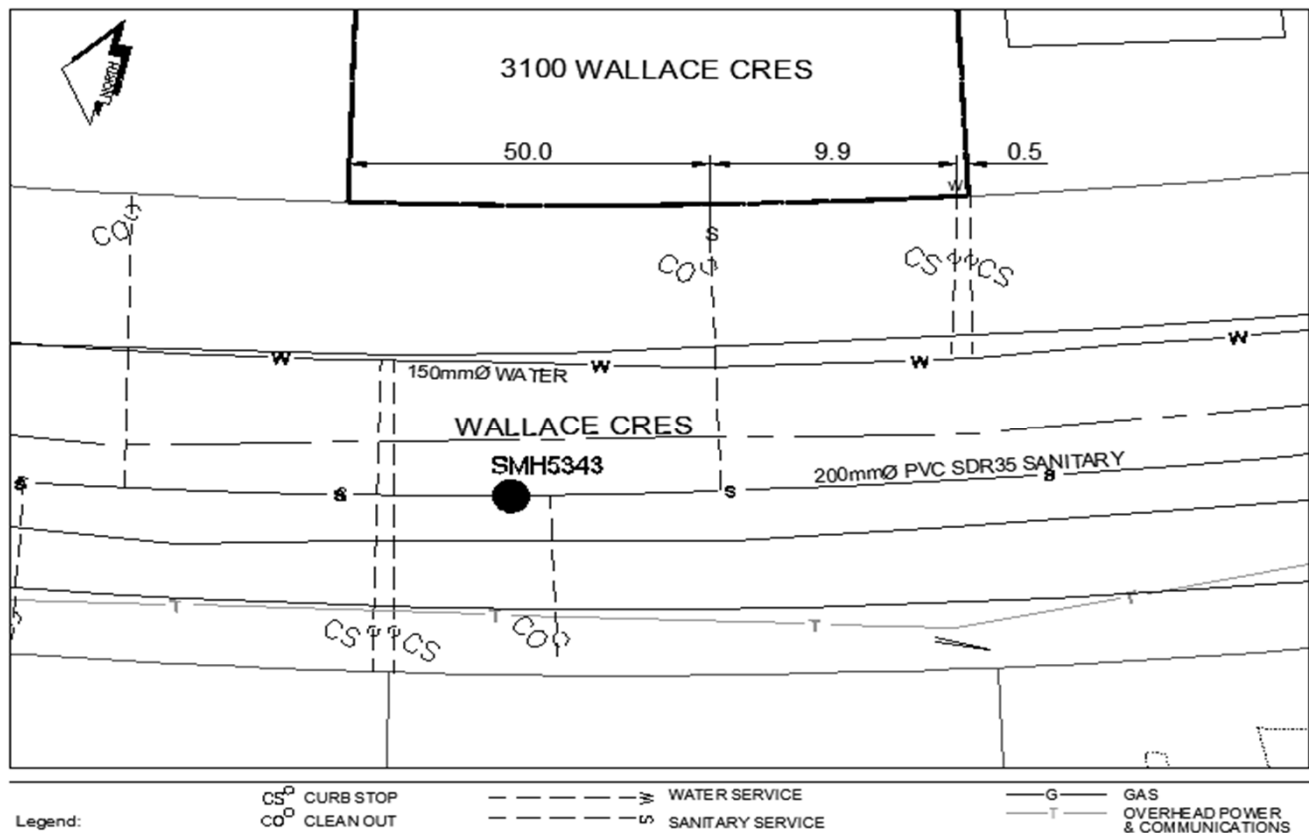 NORTH
3100 WALLACE CRES
50.0 9.9 0.5
W
CO
S
CO
CS CS
W W W W
150mmØ WATER
WALLACE CRES
SMH5343
200mmØ PVC SDR35 SANITARY
S S S S
T T T T
CS CS
CO
Legend:
CS CURB STOP
CO CLEAN OUT
W WATER SERVICE
S SANITARY SERVICE
G GAS
T OVERHEAD POWER
& COMMUNICATIONS